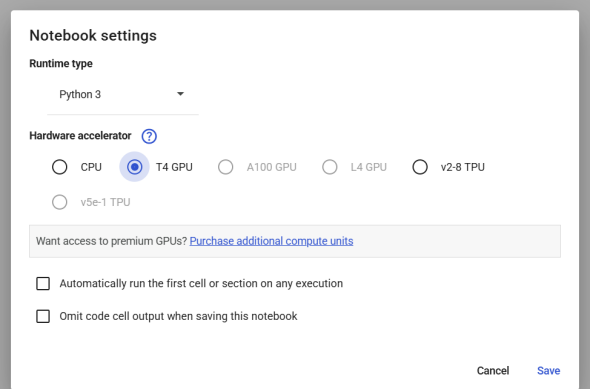 Notebook settings
Runtime type
Python 3
Hardware accelerator ?
CPU T4 GPU A100 GPU L4 GPU v2-8 TPU
v5e-1 TPU
Want access to premium GPUs? Purchase additional compute units
Automatically run the first cell or section on any execution
Omit code cell output when saving this notebook
Cancel Save